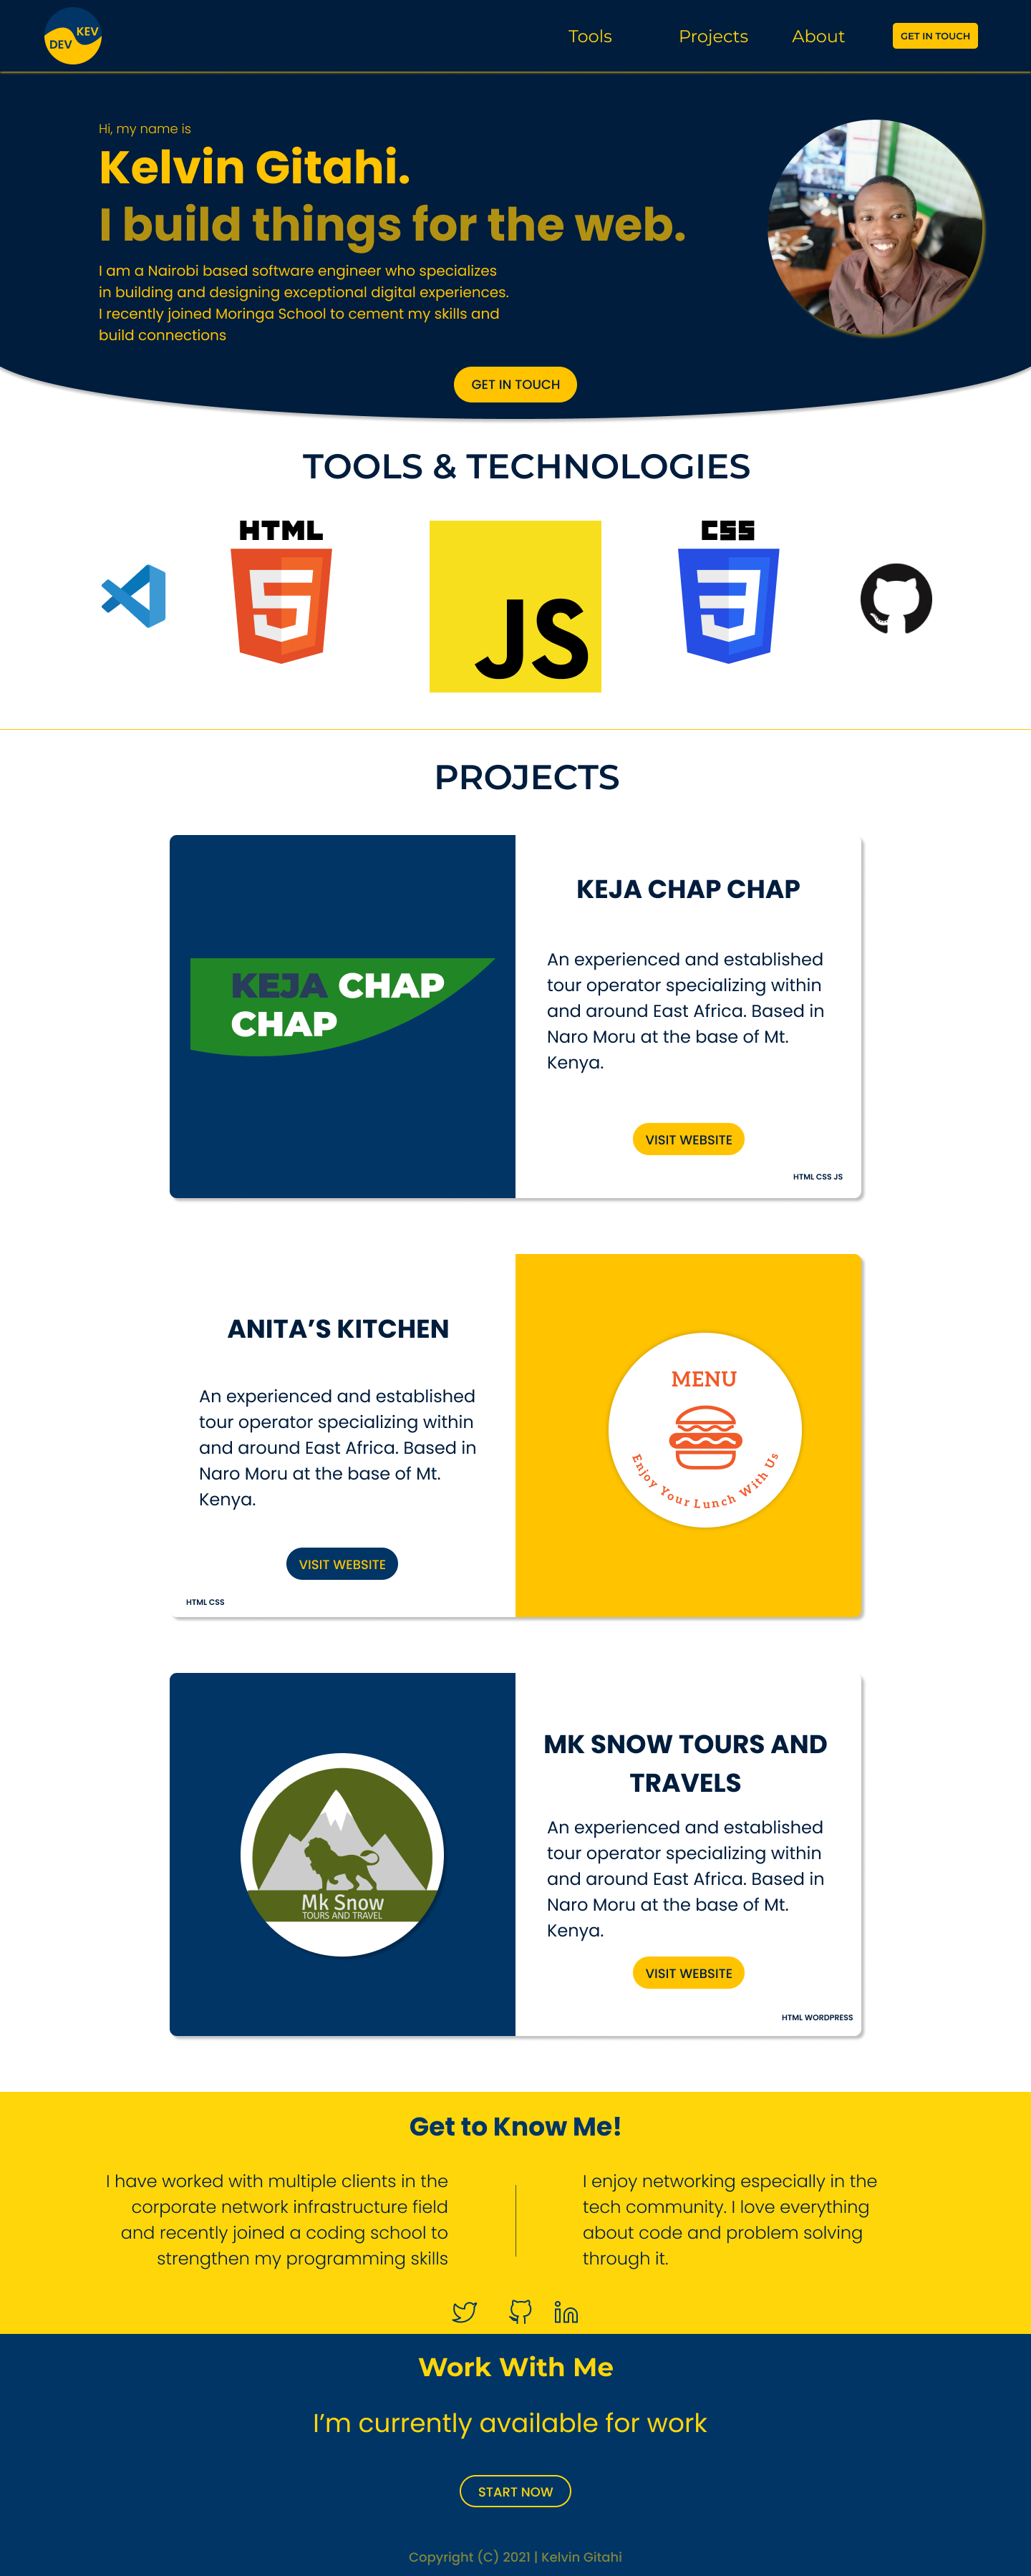 KEV
DEV
Tools Projects About GET IN TOUCH
Hi, my name is
Kelvin Gitahi.
I build things for the web.
I am a Nairobi based software engineer who specializes
in building and designing exceptional digital experiences.
I recently joined Moringa School to cement my skills and
build connections
GET IN TOUCH
TOOLS & TECHNOLOGIES
HTML
5
JS
CSS
3
PROJECTS
KEJA CHAP
CHAP
KEJA CHAP CHAP
An experienced and established
tour operator specializing within
and around East Africa. Based in
Naro Moru at the base of Mt.
Kenya.
VISIT WEBSITE
HTML CSS JS
ANITA’S KITCHEN
An experienced and established
tour operator specializing within
and around East Africa. Based in
Naro Moru at the base of Mt.
Kenya.
VISIT WEBSITE
HTML CSS
MENU
Enjoy Your Lunch With Us
Mk Snow
TOURS AND TRAVEL
MK SNOW TOURS AND
TRAVELS
An experienced and established
tour operator specializing within
and around East Africa. Based in
Naro Moru at the base of Mt.
Kenya.
VISIT WEBSITE
HTML WORDPRESS
Get to Know Me!
I have worked with multiple clients in the
corporate network infrastructure field
and recently joined a coding school to
strengthen my programming skills
I enjoy networking especially in the
tech community. I love everything
about code and problem solving
through it.
in
Work With Me
I’m currently available for work
START NOW
Copyright (C) 2021 | Kelvin Gitahi